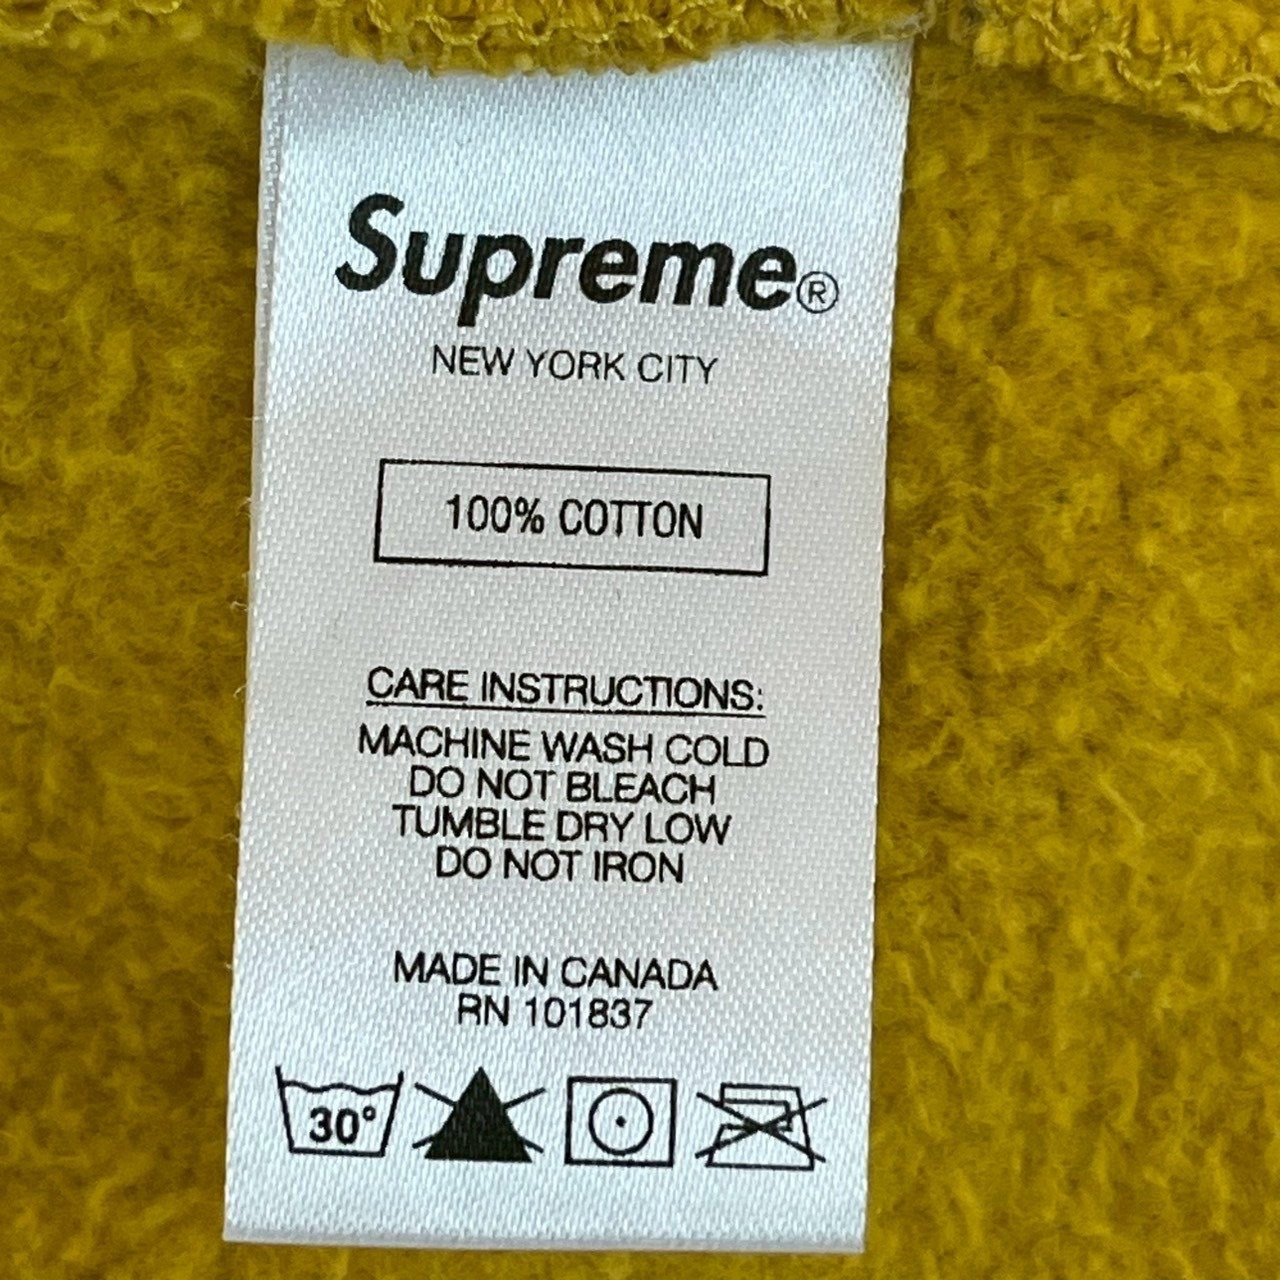 Supreme®
NEW YORK CITY
100% COTTON
CARE INSTRUCTIONS:
MACHINE WASH COLD
DO NOT BLEACH
TUMBLE DRY LOW
DO NOT IRON
MADE IN CANADA
RN 101837
30°